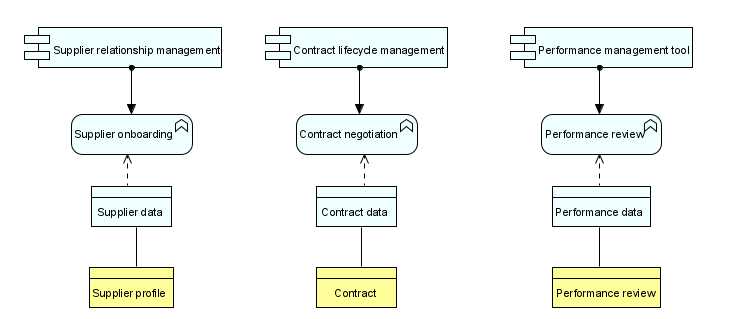 Supplier relationship management
Contract lifecycle management
Performance management tool
Supplier onboarding
Contract negotiation
Performance review
Supplier data
Contract data
Performance data
Supplier profile
Contract
Performance review